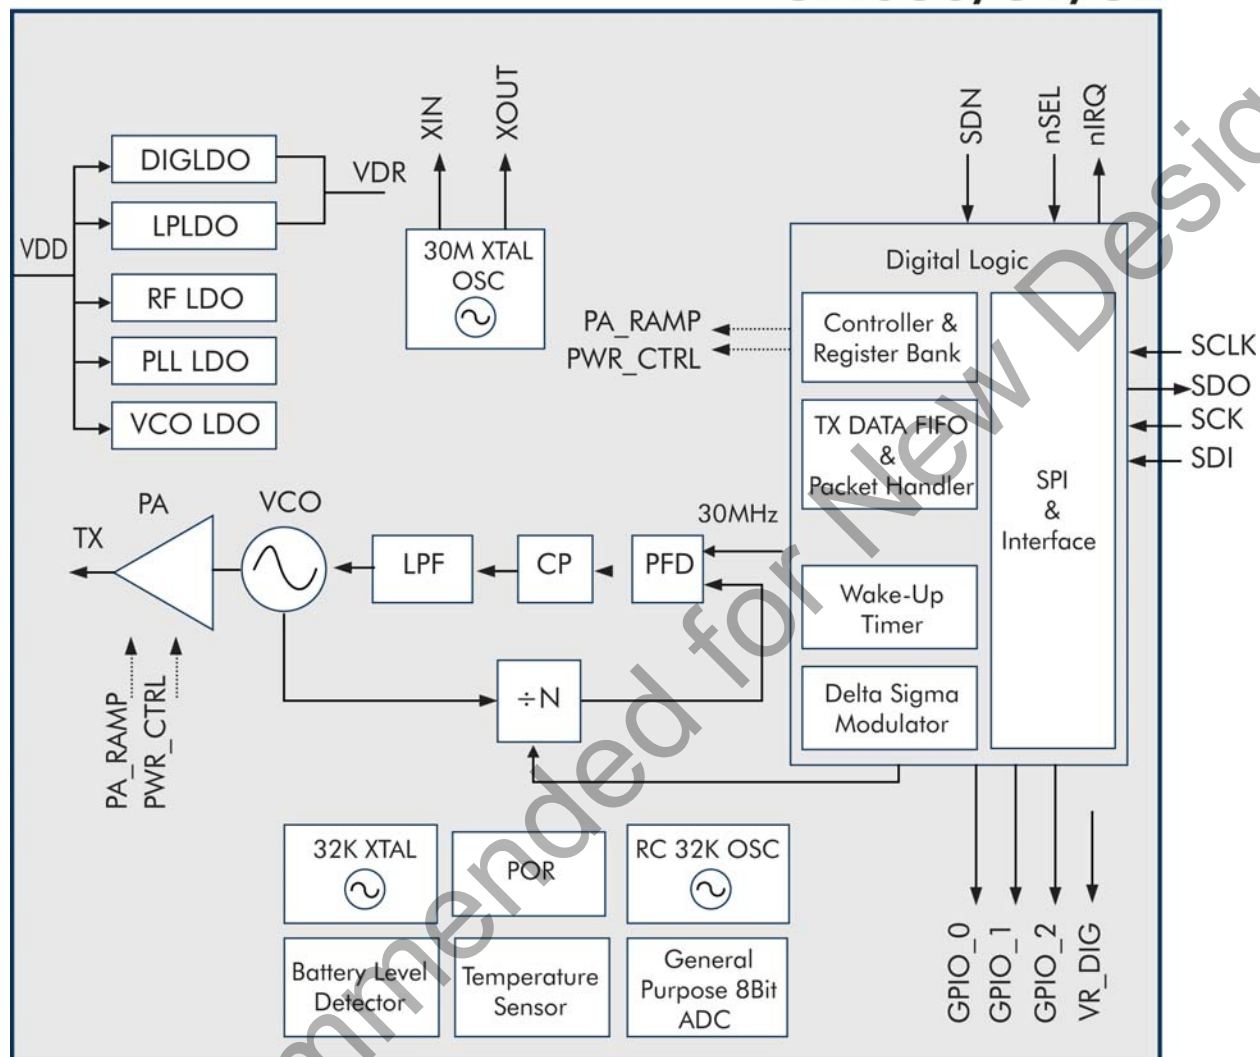 XIN
XOUT
SDN
nSEL
nIRQ
DIGLDO
VDR
LPLDO
VDD
RF LDO
PLL LDO
VCO LDO
30M XTAL
OSC
Digital Logic
PA_RAMP
PWR_CTRL
Controller &
Register Bank
TX DATA FIFO
&
Packet Handler
Wake-Up
Timer
Delta Sigma
Modulator
SPI
&
Interface
SCLK
SDO
SCK
SDI
TX
PA
VCO
LPF
CP
PFD
30MHz
÷N
PA_RAMP
PWR_CTRL
32K XTAL
POR
RC 32K OSC
Battery Level
Detector
Temperature
Sensor
General
Purpose 8Bit
ADC
GPIO_0
GPIO_1
GPIO_2
VR_DIG
for New